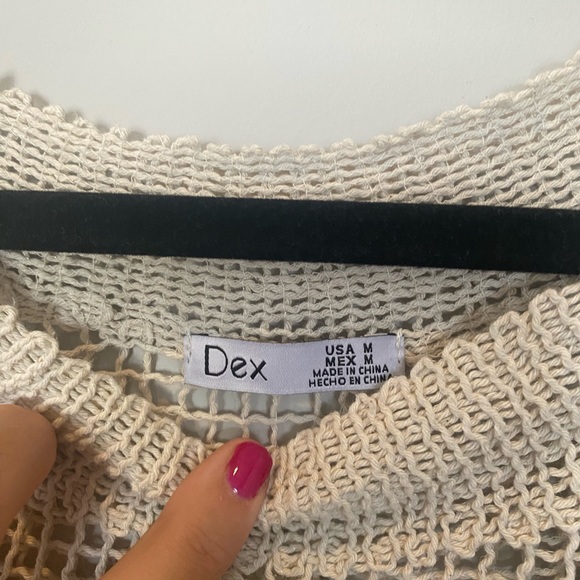 Dex
USA M
MEX M
MADE IN CHINA
HECHO EN CHINA